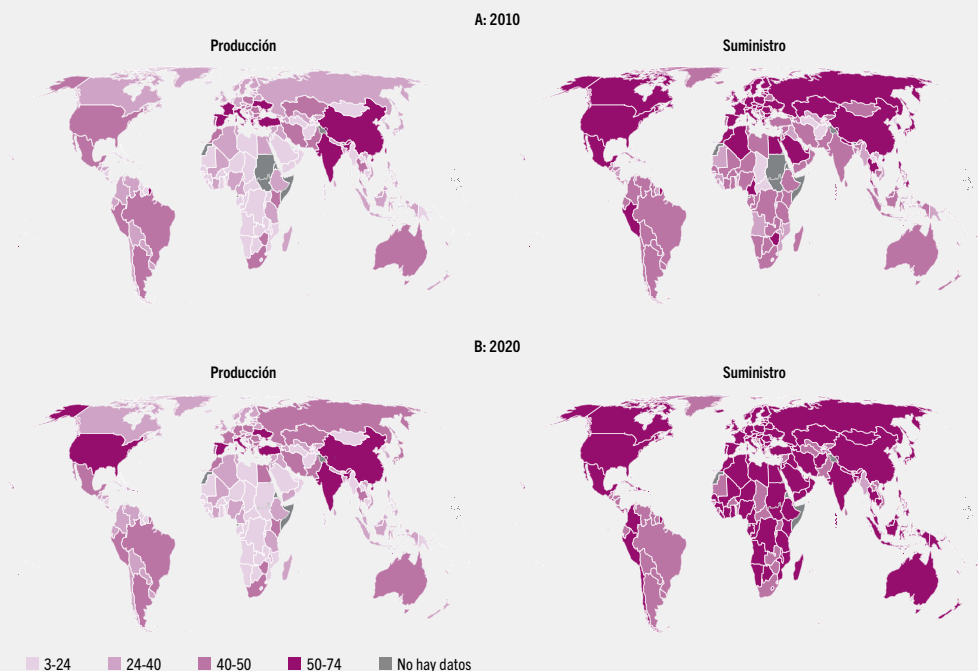 A: 2010
Producción
Suministro
B: 2020
Producción
Suministro
3-24
24-40
40-50
50-74
No hay datos